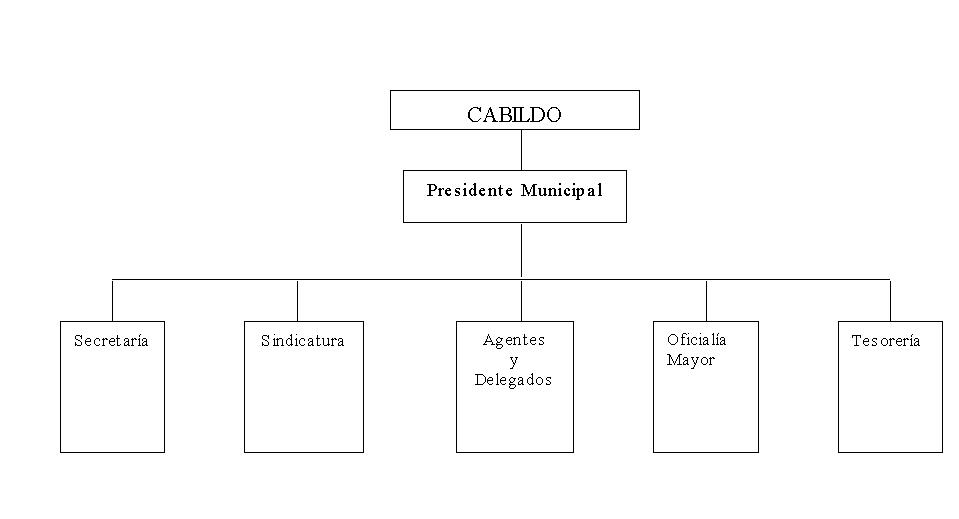 CABILDO
Presidente Municipal
Secretaría
Sindicatura
Agentes
y
Delegados
Oficialía
Mayor
Tesorería